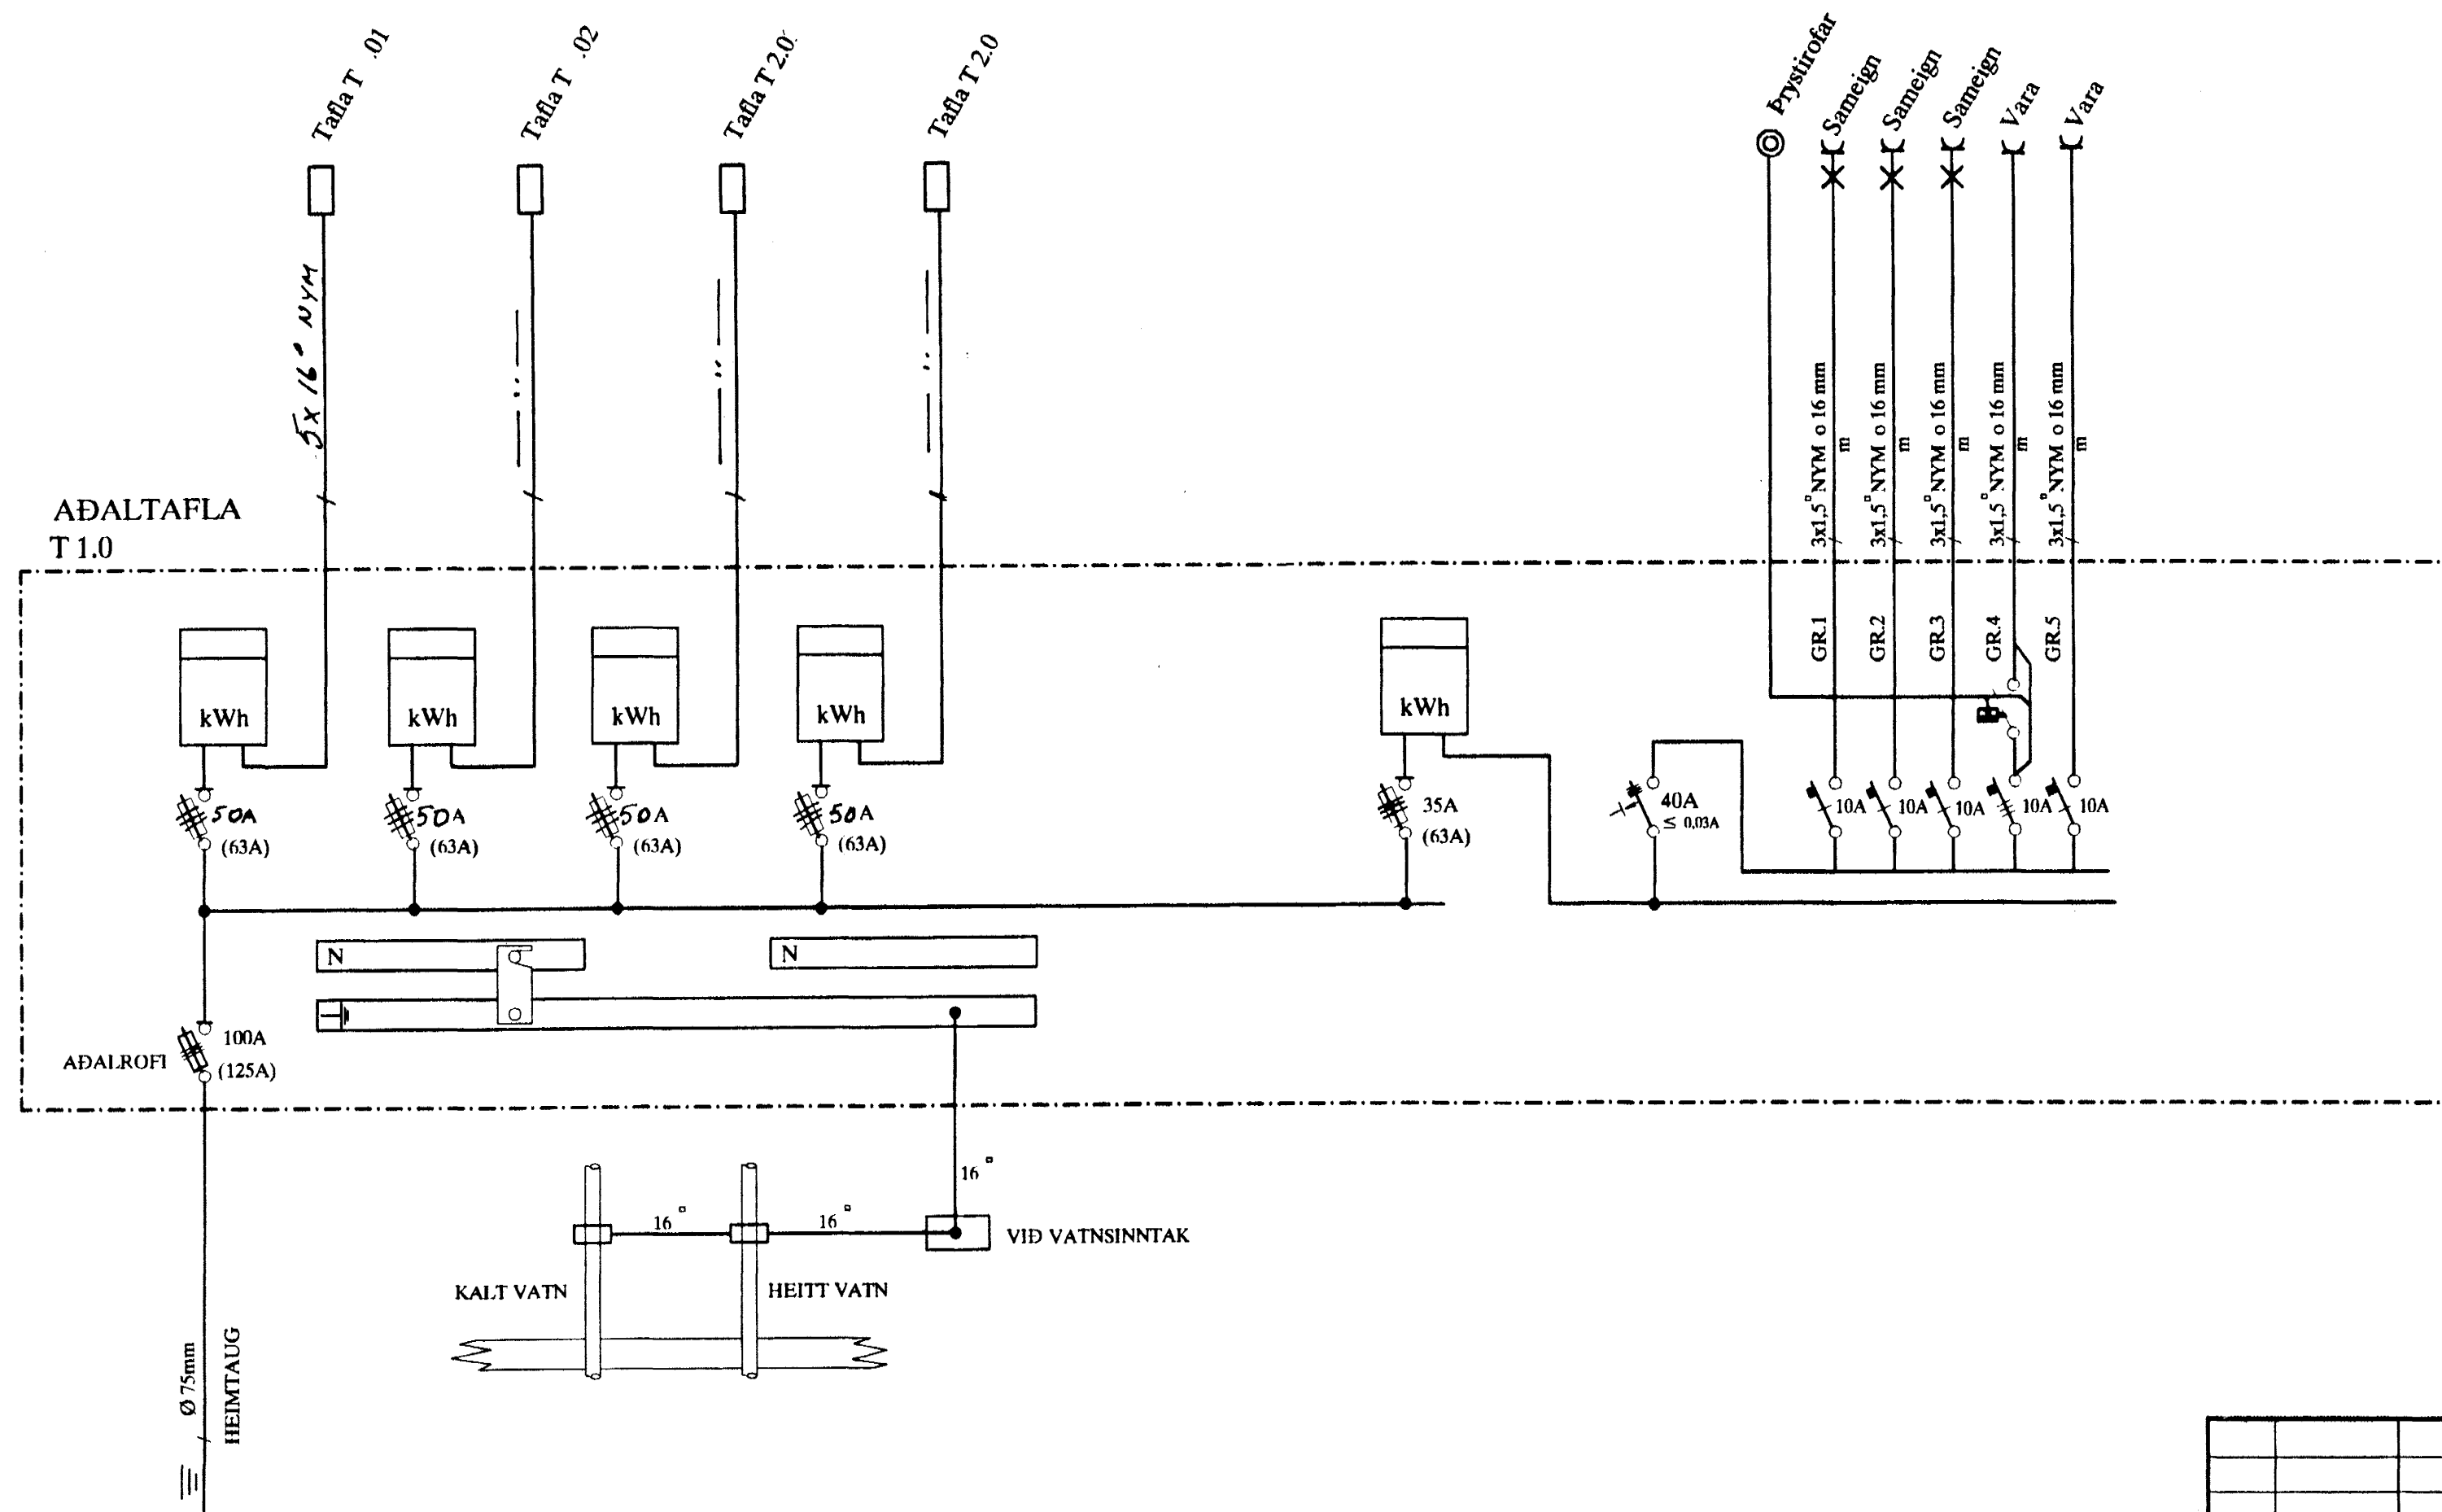 Tafla T .01
Tafla T .02
Tafla T 2.0
Tafla T 2.0
Þrystirofar
Sameign
Sameign
Sameign
Vara
Vara
5x 16▫ NYM
— ·· —
— ·· —
— ·· —
3x1,5▫ NYM o 16 mm
m
3x1,5▫ NYM o 16 mm
m
3x1,5▫ NYM o 16 mm
m
3x1,5▫ NYM o 16 mm
m
3x1,5▫ NYM o 16 mm
m
AÐALTAFLA
T 1.0
GR.1
GR.2
GR.3
GR.4
GR.5
kWh
kWh
kWh
kWh
kWh
50A
(63A)
50A
(63A)
50A
(63A)
50A
(63A)
35A
(63A)
40A
≤ 0,03A
10A
10A
10A
10A
10A
N
N
AÐALROFI
100A
(125A)
16▫
16▫
16▫
VIÐ VATNSINNTAK
KALT VATN
HEITT VATN
Ø 75mm
HEIMTAUG